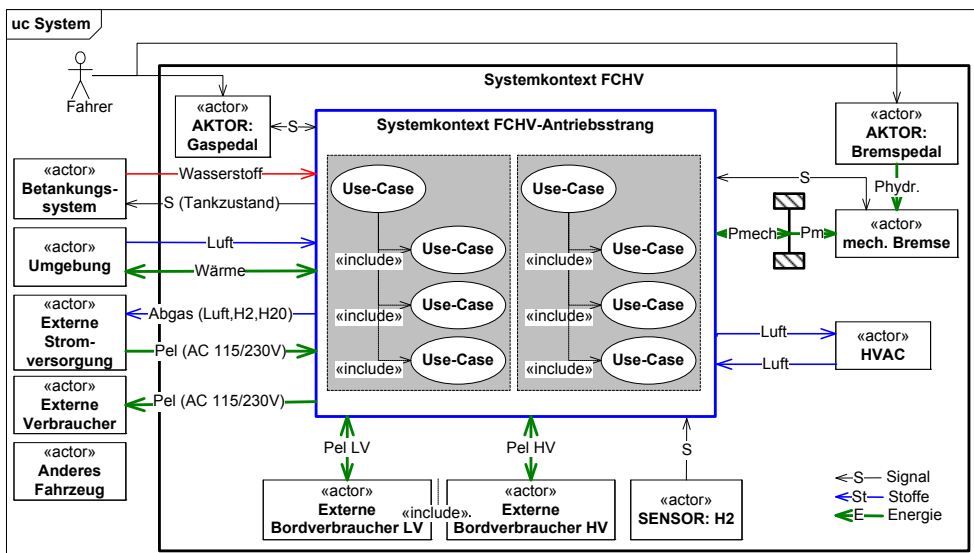 uc System
Fahrer
Systemkontext FCHV
«actor»
AKTOR:
Gaspedal
S
Systemkontext FCHV-Antriebsstrang
«actor»
AKTOR:
Bremspedal
«actor»
Betankungs-
system
Wasserstoff
S (Tankzustand)
Use-Case
«include»
Use-Case
«include»
Use-Case
«include»
Use-Case
Use-Case
«include»
Use-Case
«include»
Use-Case
«include»
Use-Case
S
Phydr.
Pmech
Pm
«actor»
mech. Bremse
«actor»
Umgebung
Luft
Wärme
«actor»
Externe
Strom-
versorgung
Abgas (Luft,H2,H20)
Pel (AC 115/230V)
Luft
Luft
«actor»
HVAC
«actor»
Externe
Verbraucher
Pel (AC 115/230V)
«actor»
Anderes
Fahrzeug
Pel LV
Pel HV
S
«actor»
Externe
Bordverbraucher LV
«include»
«actor»
Externe
Bordverbraucher HV
«actor»
SENSOR: H2
S Signal
St Stoffe
E Energie